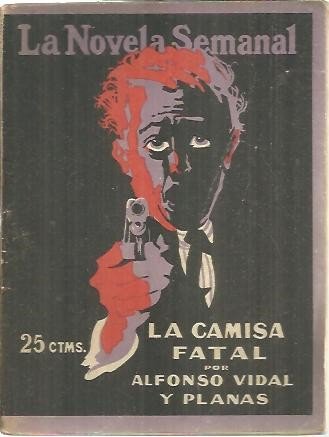 La Novela Semanal
25 CTMS.
LA CAMISA
FATAL
POR
ALFONSO VIDAL
Y PLANAS